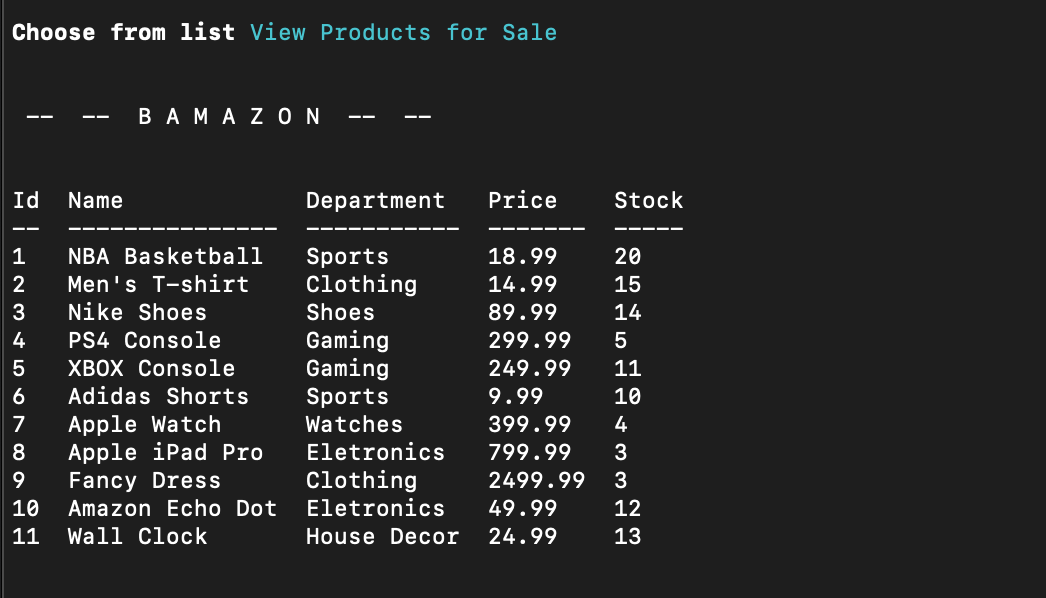 Choose from list View Products for Sale
-- -- B A M A Z O N -- --
Id Name Department Price Stock
-- --------------- ----------- ------- -----
1 NBA Basketball Sports 18.99 20
2 Men's T-shirt Clothing 14.99 15
3 Nike Shoes Shoes 89.99 14
4 PS4 Console Gaming 299.99 5
5 XBOX Console Gaming 249.99 11
6 Adidas Shorts Sports 9.99 10
7 Apple Watch Watches 399.99 4
8 Apple iPad Pro Eletronics 799.99 3
9 Fancy Dress Clothing 2499.99 3
10 Amazon Echo Dot Eletronics 49.99 12
11 Wall Clock House Decor 24.99 13